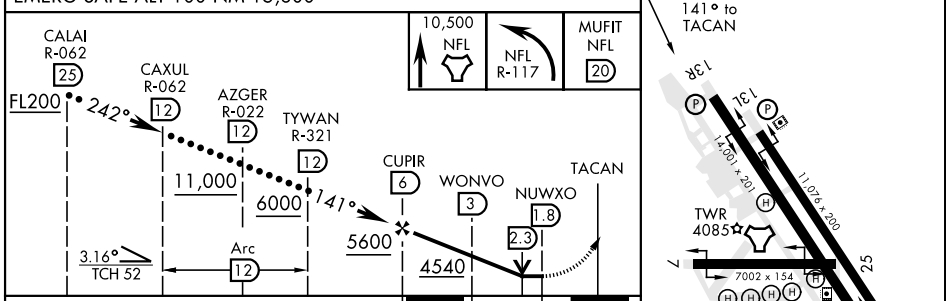 EMERG SAFE ALT 100 NM 15,500
CALAI
R-062
25
FL200
242°
CAXUL
R-062
12
AZGER
R-022
12
11,000
TYWAN
R-321
12
6000
141°
CUPIR
6
5600
WONVO
3
4540
NUWXO
1.8
2.3
TACAN
3.16°
TCH 52
Arc
12
10,500
NFL
NFL
R-117
MUFIT
NFL
20
141° to
TACAN
13R
13L
P
P
14,001 x 201
11,076 x 200
H
TWR
4085
7
7002 x 154
25
H
H H H H